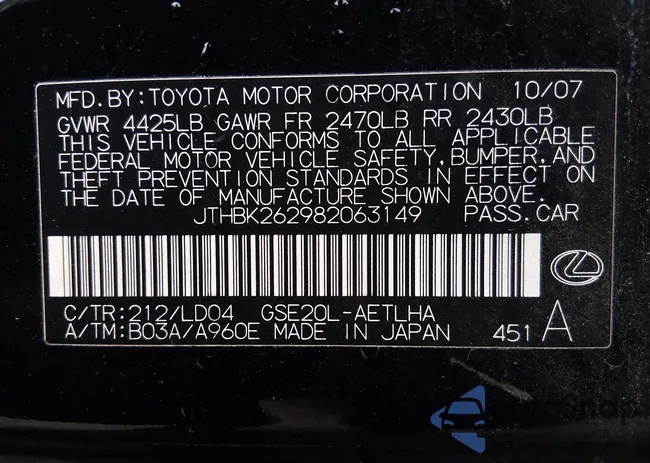 MFD. BY: TOYOTA MOTOR CORPORATION 10/07
GVWR 4425LB GAWR FR 2470LB RR 2430LB
THIS VEHICLE CONFORMS TO ALL APPLICABLE
FEDERAL MOTOR VEHICLE SAFETY, BUMPER, AND
THEFT PREVENTION STANDARDS IN EFFECT ON
THE DATE OF MANUFACTURE SHOWN ABOVE.
JTHBK262982063149 PASS. CAR
C/TR: 212/LD04 GSE20L-AETLHA
A/TM: B03A/A960E MADE IN JAPAN 451 A